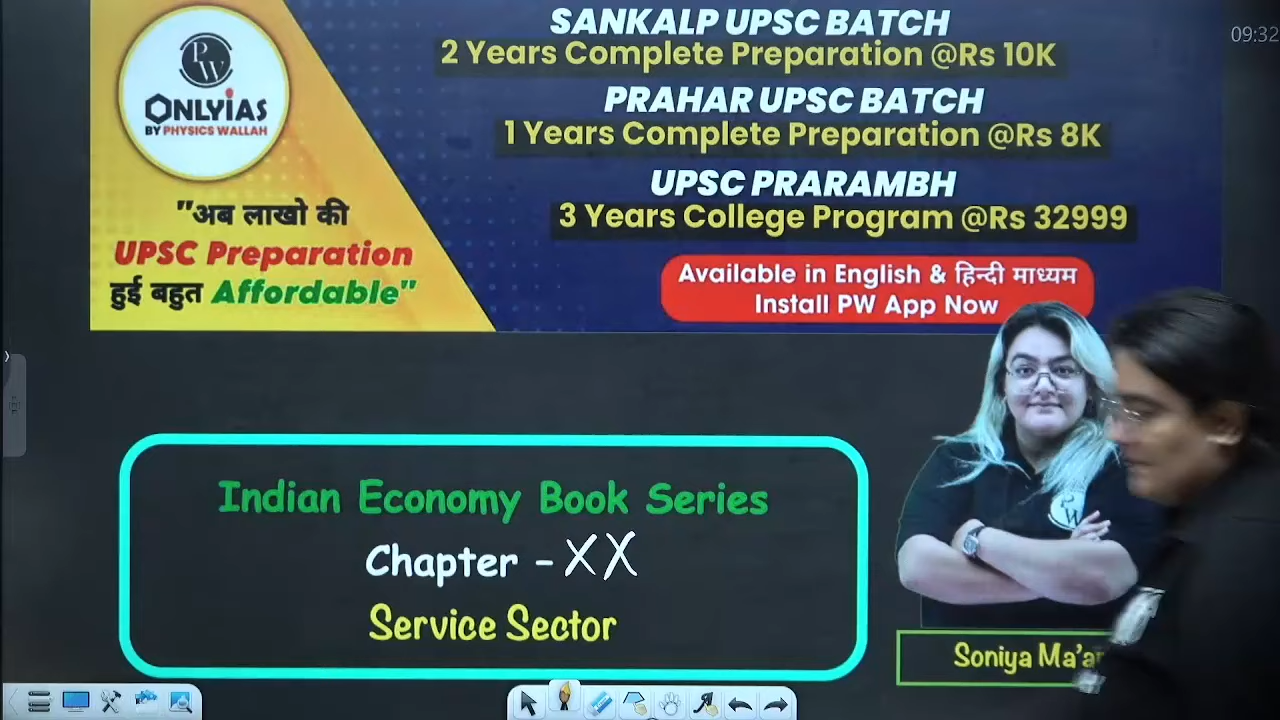 SANKALP UPSC BATCH
2 Years Complete Preparation @Rs 10K
PRAHAR UPSC BATCH
1 Years Complete Preparation @Rs 8K
UPSC PRARAMBH
3 Years College Program @Rs 32999
Available in English & हिन्दी माध्यम
Install PW App Now
09:32
PW
ONLYIAS
BY PHYSICS WALLAH
"अब लाखो की
UPSC Preparation
हुई बहुत Affordable"
Indian Economy Book Series
Chapter - XX
Service Sector
Soniya